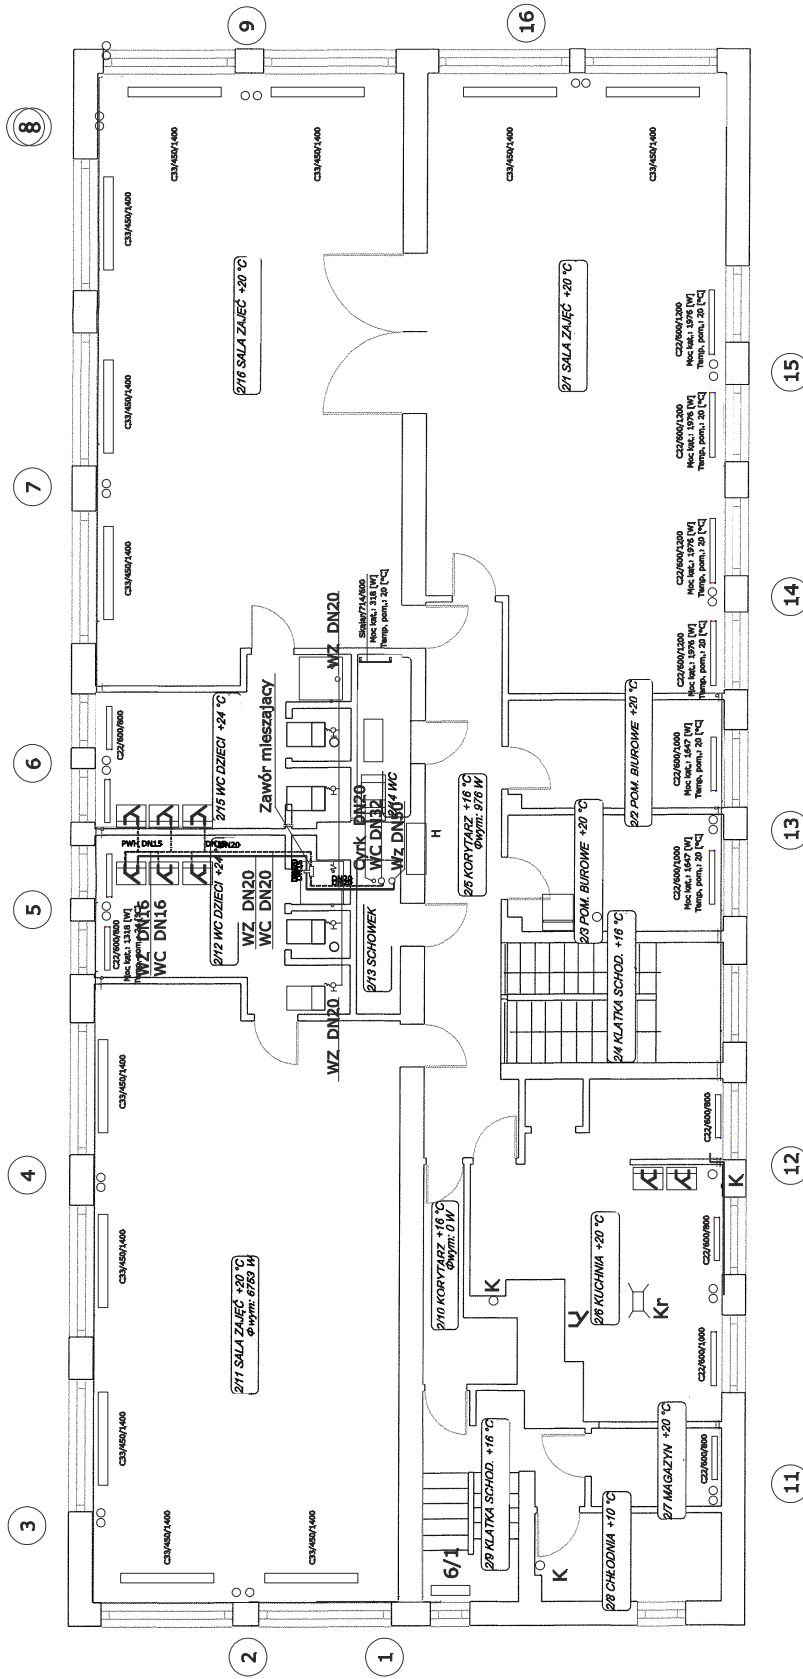 9
16
8
C33/450/1400
C33/450/1400
C33/450/1400
C33/450/1400
C33/450/1400
2/16 SALA ZAJĘĆ +20 °C
2/1 SALA ZAJĘĆ +20 °C
C22/600/1200
Moc kat.: 1976 [W]
Temp. pom.: 20 [°C]
15
C33/450/1400
C22/600/1200
Moc kat.: 1976 [W]
Temp. pom.: 20 [°C]
7
C33/450/1400
C22/600/1200
Moc kat.: 1976 [W]
Temp. pom.: 20 [°C]
14
WZ DN20
Moc kat.: 318 [W]
Temp. pom.: 20 [°C]
C22/600/1200
Moc kat.: 1976 [W]
Temp. pom.: 20 [°C]
6
C22/600/800
2/15 WC DZIECI +24 °C
Zawór mieszajacy
2/2 POM. BIUROWE +20 °C
C22/600/1000
Moc kat.: 1647 [W]
Temp. pom.: 20 [°C]
Cyrk DN20
WC DN32
Wz DN50
H
2/5 KORYTARZ +16 °C
Φwym: 976 W
13
PWH DN15
5
C22/600/800
Moc kat.: 1318 [W]
WZ DN16
WC DN16
2/12 WC DZIECI +24 °C
WZ DN20
WC DN20
2/13 SCHOWEK
2/3 POM. BUROWE +20 °C
C22/600/1000
Moc kat.: 1647 [W]
Temp. pom.: 20 [°C]
WZ DN20
2/4 KLATKA SCHOD. +16 °C
C33/450/1400
C22/600/800
4
12
K
2/11 SALA ZAJĘĆ +20 °C
Φwym: 6753 W
2/10 KORYTARZ +16 °C
Φwym: 0 W
K
2/6 KUCHNIA +20 °C
Kr
C22/600/800
C33/450/1400
C22/600/1000
C33/450/1400
2/9 KLATKA SCHOD. +16 °C
2/7 MAGAZYN +20 °C
C22/600/800
11
3
C33/450/1400
C33/450/1400
6/1
K
2/8 CHŁODNIA +10 °C
2
1